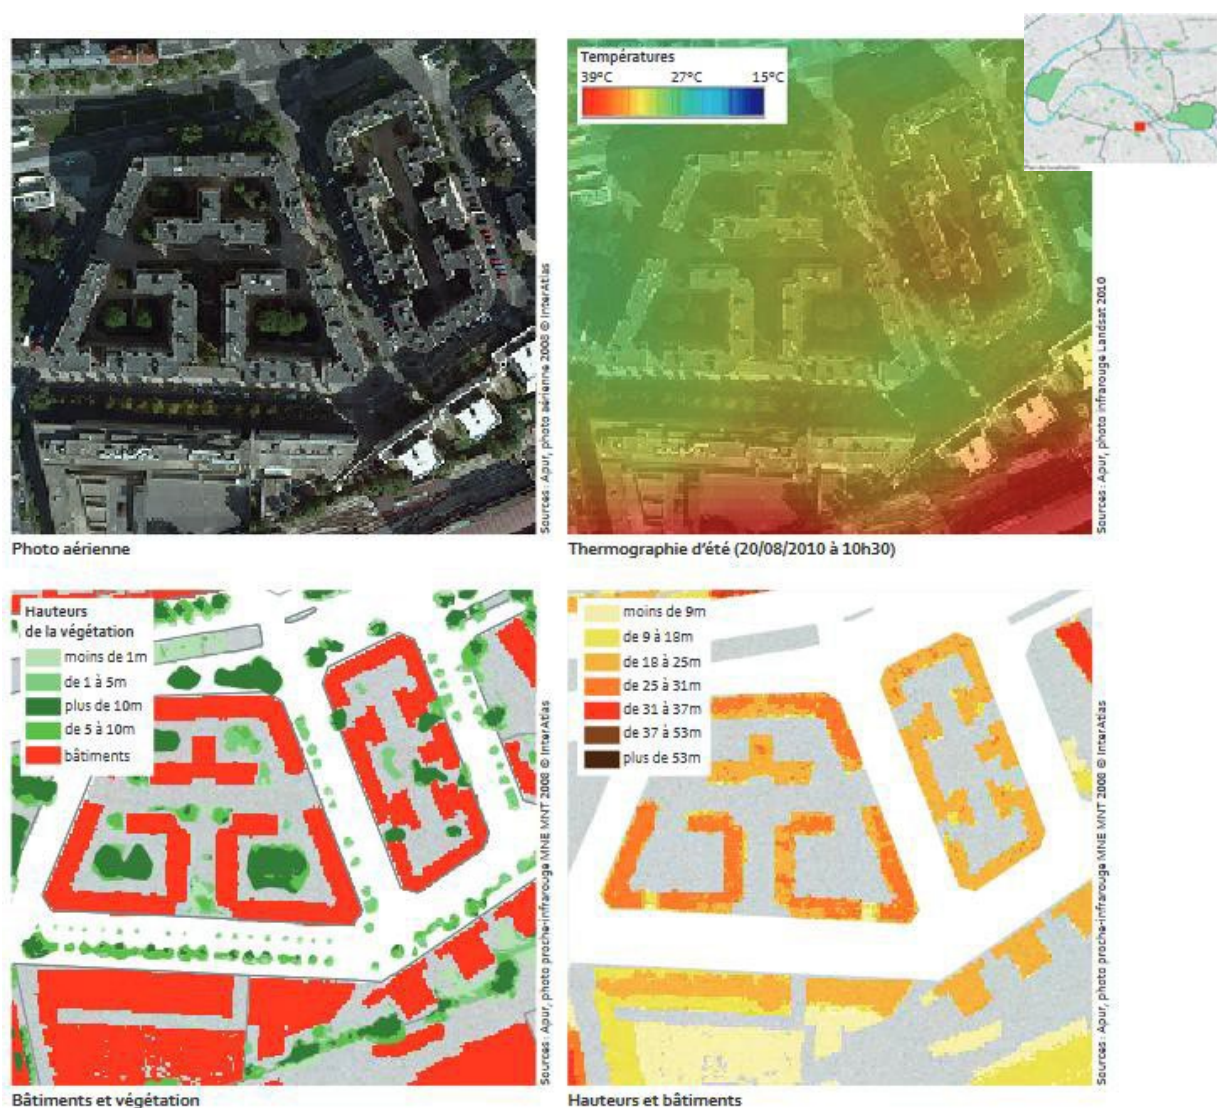 Températures
39°C 27°C 15°C
Sources : Apur, photo aérienne 2008 © InterAtlas
Sources : Apur, photo infrarouge Landsat 2010
Photo aérienne
Thermographie d'été (20/08/2010 à 10h30)
Hauteurs
de la végétation
moins de 1m
de 1 à 5m
plus de 10m
de 5 à 10m
bâtiments
moins de 9m
de 9 à 18m
de 18 à 25m
de 25 à 31m
de 31 à 37m
de 37 à 53m
plus de 53m
Sources : Apur, photo proche-infrarouge MNE MNT 2008 © InterAtlas
Sources : Apur, photo proche-infrarouge MNE MNT 2008 © InterAtlas
Bâtiments et végétation
Hauteurs et bâtiments